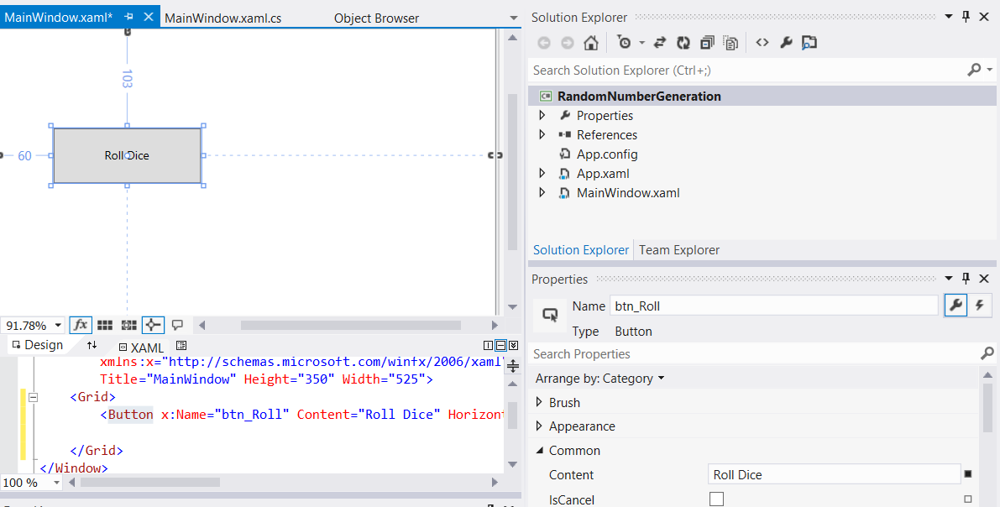 MainWindow.xaml*
MainWindow.xaml.cs
Object Browser
103
60
Roll Dice
91.78%
fx
Design
XAML
xmlns:x="http://schemas.microsoft.com/winfx/2006/xaml"
Title="MainWindow" Height="350" Width="525">
<Grid>
<Button x:Name="btn_Roll" Content="Roll Dice" Horizont
</Grid>
</Window>
100 %
Solution Explorer
Search Solution Explorer (Ctrl+;)
C# RandomNumberGeneration
Properties
References
App.config
App.xaml
MainWindow.xaml
Solution Explorer
Team Explorer
Properties
Name btn_Roll
Type Button
Search Properties
Arrange by: Category
Brush
Appearance
Common
Content Roll Dice
IsCancel